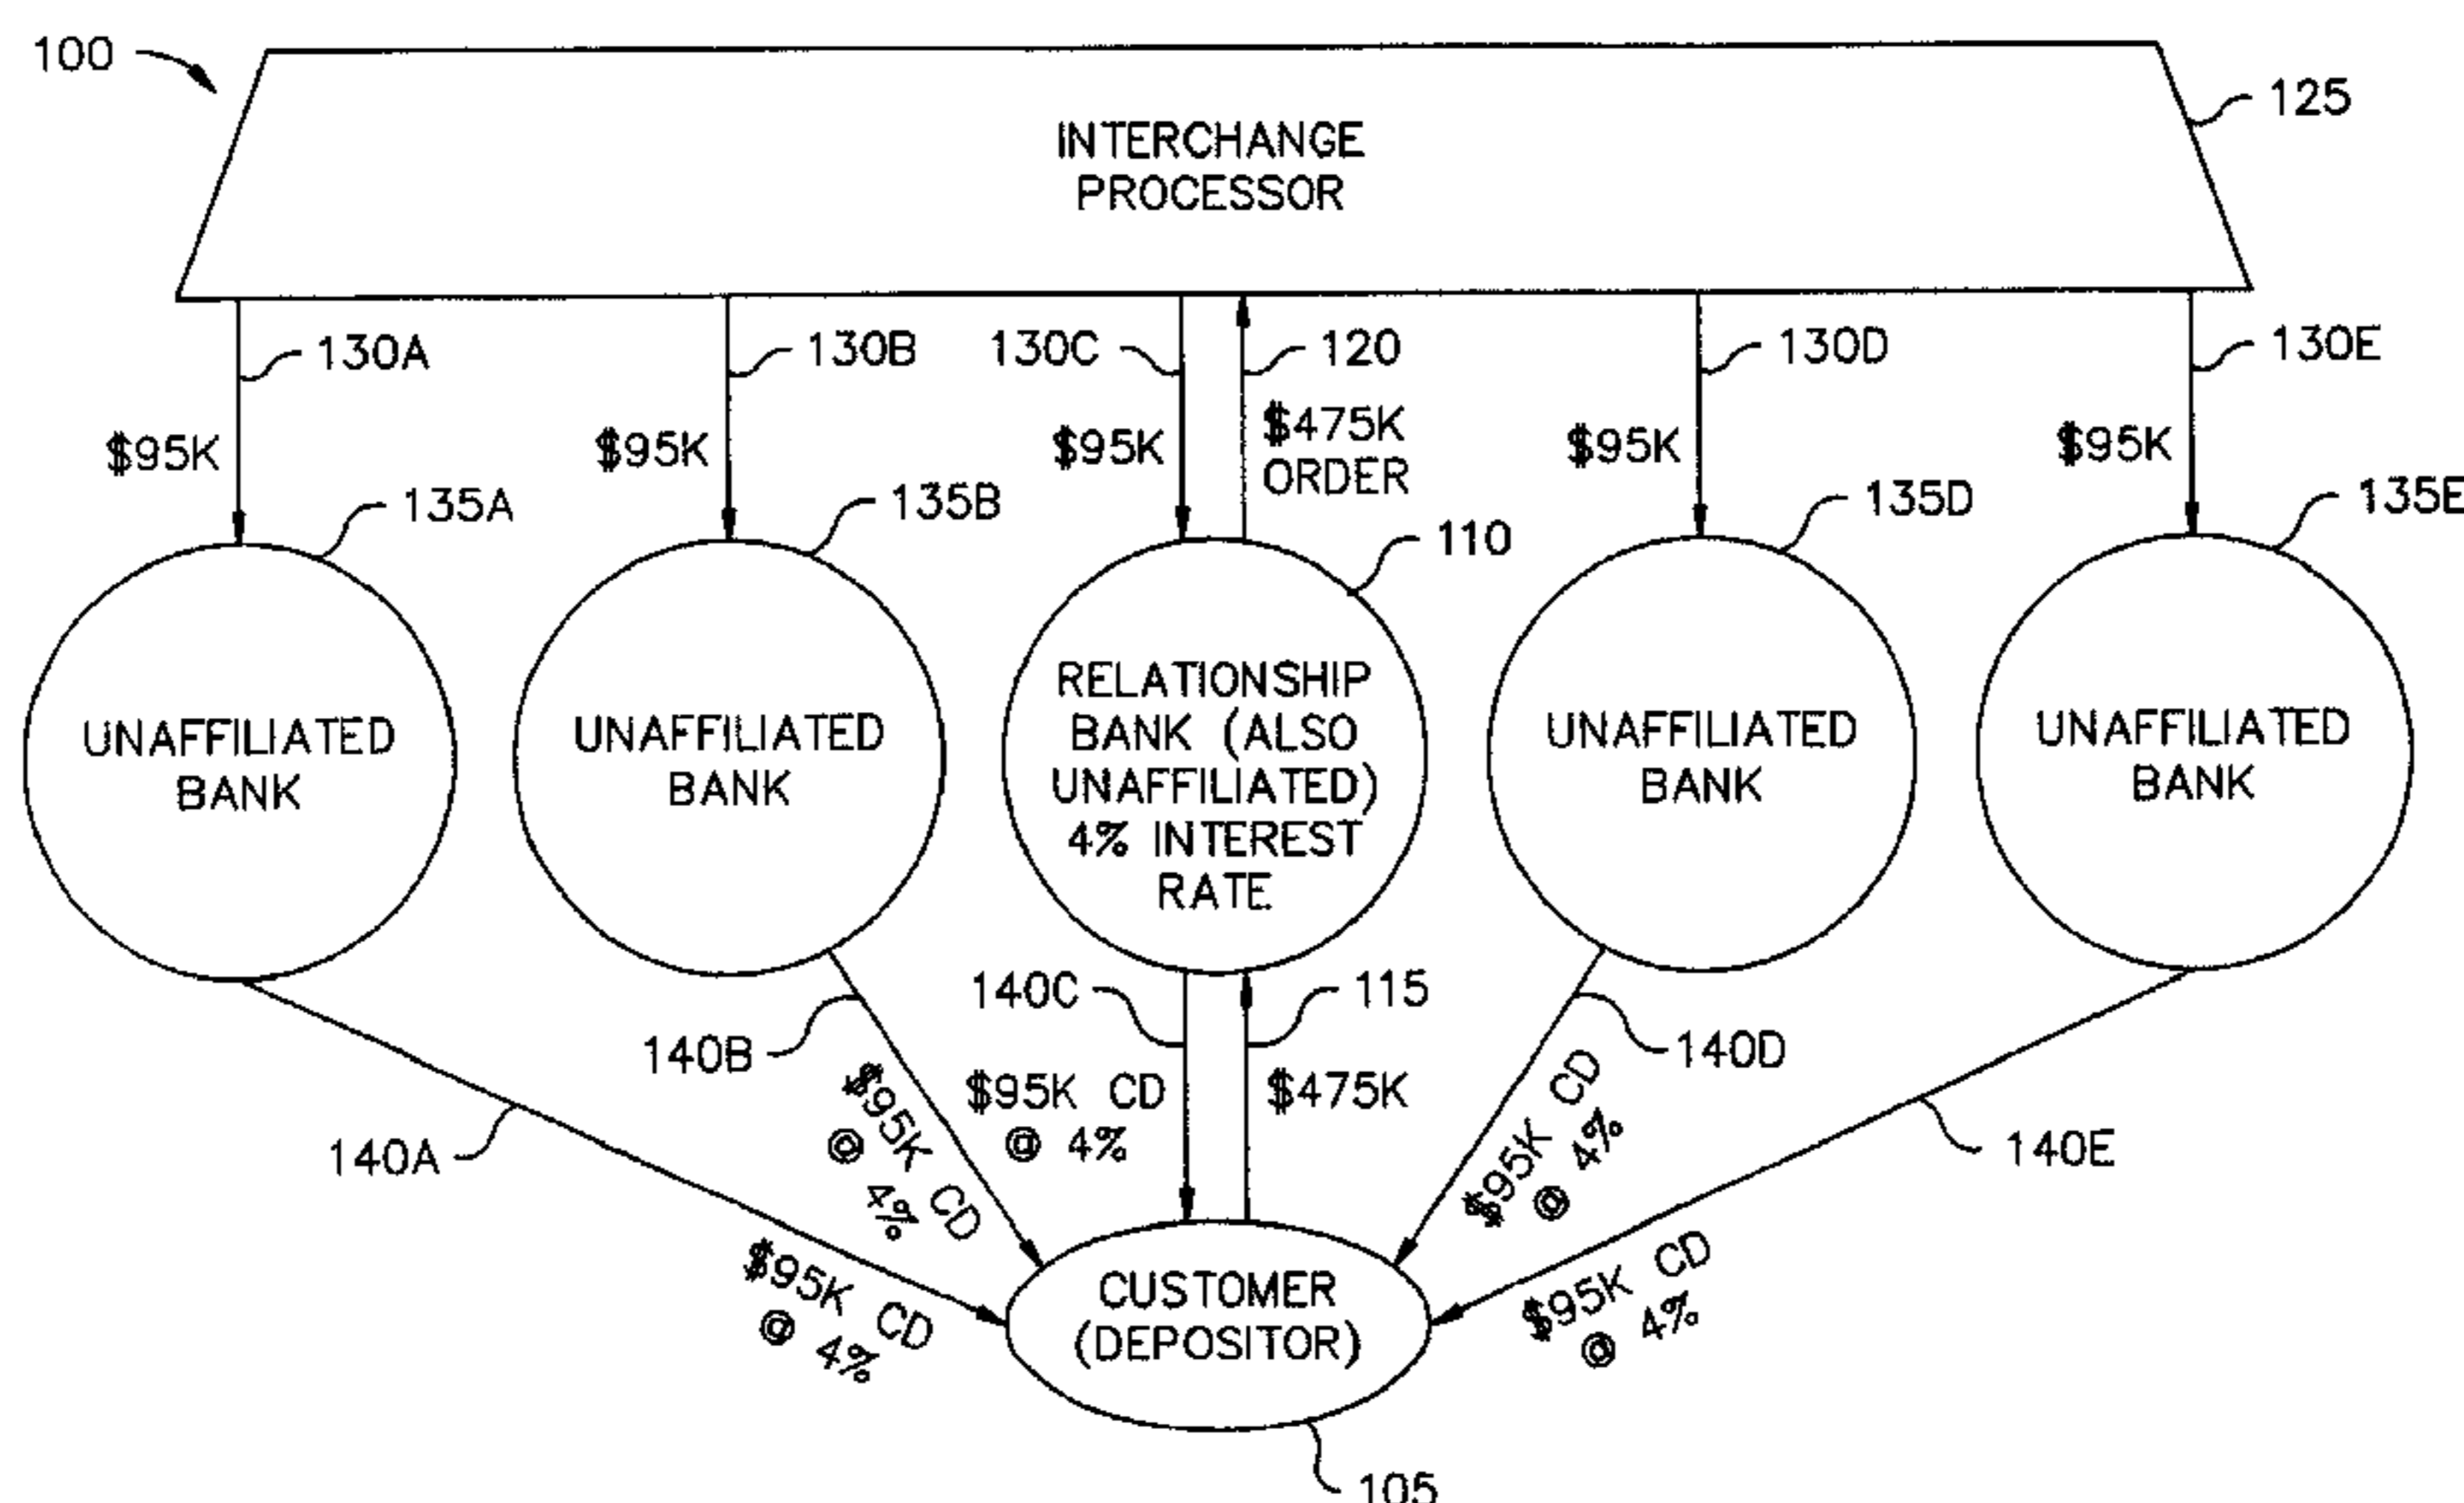 100
INTERCHANGE
PROCESSOR
125
130A
130B
130C
120
130D
130E
$95K
$95K
$95K
$475K
ORDER
$95K
$95K
135A
135B
110
135D
135E
UNAFFILIATED
BANK
UNAFFILIATED
BANK
RELATIONSHIP
BANK (ALSO
UNAFFILIATED)
4% INTEREST
RATE
UNAFFILIATED
BANK
UNAFFILIATED
BANK
140A
140B
140C
115
140D
140E
$95K CD
@ 4%
$95K CD
@ 4%
$95K CD
@ 4%
$475K
$95K CD
@ 4%
$95K CD
@ 4%
CUSTOMER
(DEPOSITOR)
105